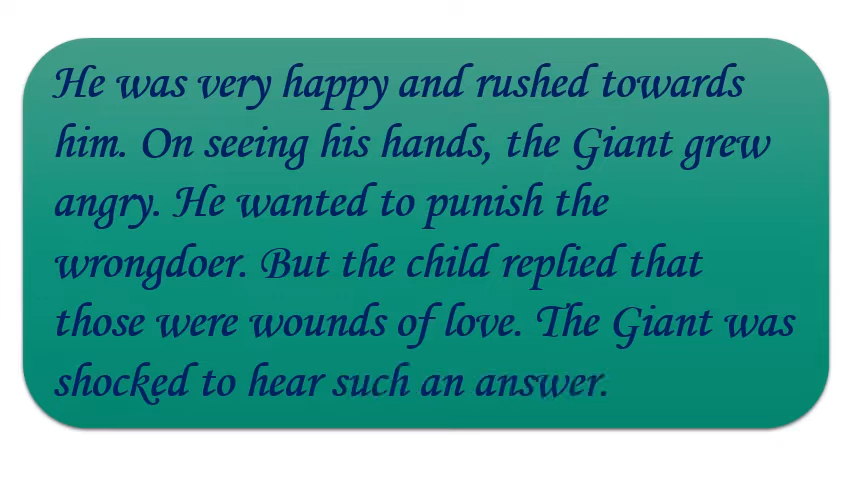 He was very happy and rushed towards
him. On seeing his hands, the Giant grew
angry. He wanted to punish the
wrongdoer. But the child replied that
those were wounds of love. The Giant was
shocked to hear such an answer.